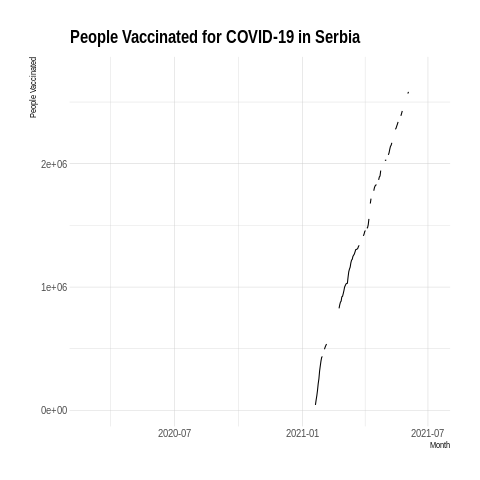 People Vaccinated for COVID-19 in Serbia
People Vaccinated
2e+06
1e+06
0e+00
2020-07
2021-01
2021-07
Month